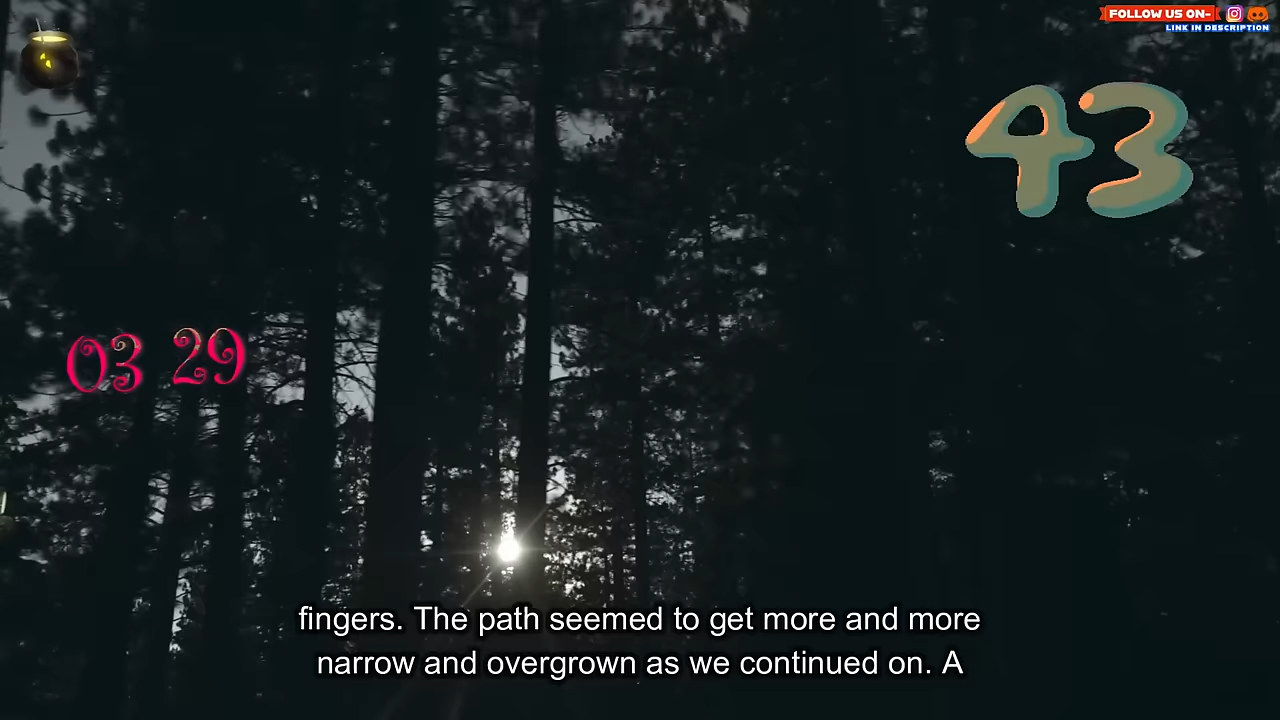 FOLLOW US ON-
LINK IN DESCRIPTION
43
03 29
fingers. The path seemed to get more and more
narrow and overgrown as we continued on. A